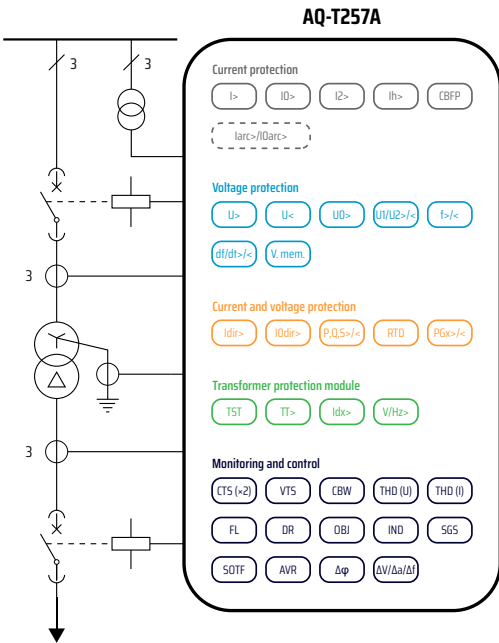 AQ-T257A
3
3
Current protection
I> I0> I2> Ih> CBFP
Iarc>/I0arc>
Voltage protection
U> U< U0> U1/U2>/< f>/<
df/dt>/< V. mem.
3
Current and voltage protection
Idir> I0dir> P,Q,S>/< RTD PGx>/<
Transformer protection module
TST TT> Idx> V/Hz>
3
Monitoring and control
CTS (×2) VTS CBW THD (U) THD (I)
FL DR OBJ IND SGS
SOTF AVR Δφ ΔV/Δa/Δf